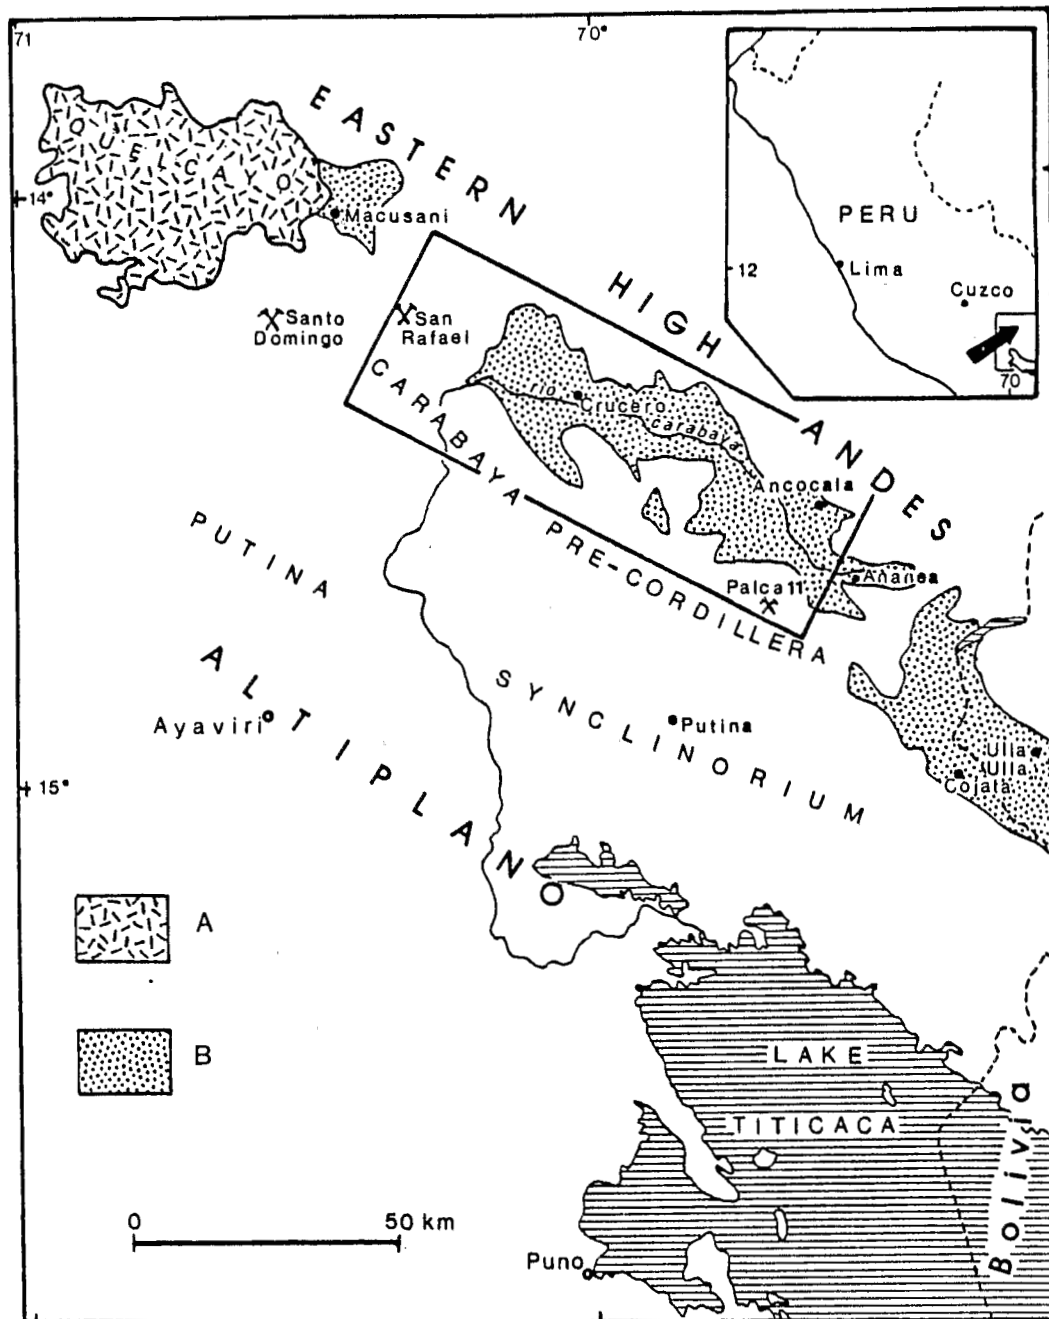 71
70°
EASTERN HIGH ANDES
QUELCAYO
14°
Macusani
PERU
12
Lima
Cuzco
70
Santo
Domingo
San
Rafael
CARABAYA PRE-CORDILLERA
rio
Crucero
carabaya
Ancocala
Ananea
Palca 11
PUTINA SYNCLINORIUM
ALTIPLANO
Ayaviri
Putina
Ulla
Ulla
Cojata
15°
A
B
LAKE
TITICACA
Bolivia
0 50 km
Puno